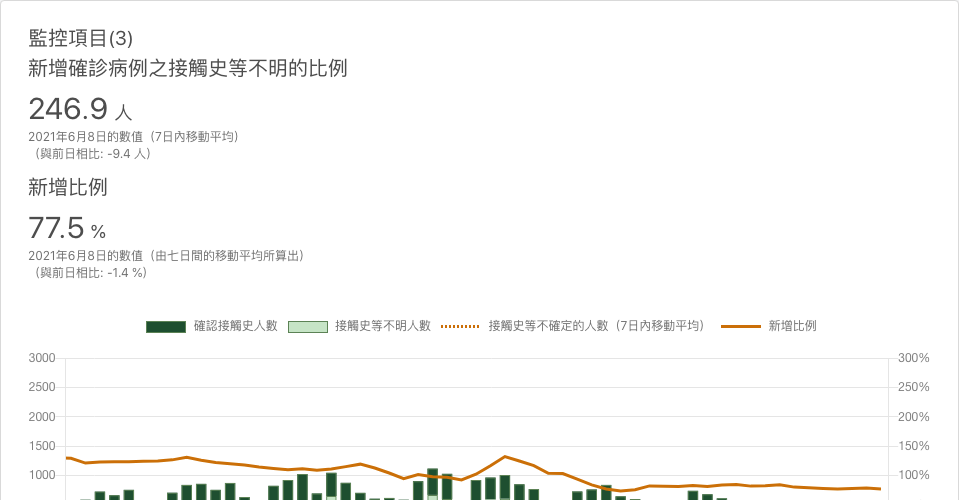 監控項目(3)
新增確診病例之接觸史等不明的比例
246.9 人
2021年6月8日的數值（7日內移動平均）
（與前日相比: -9.4 人）
新增比例
77.5 %
2021年6月8日的數值（由七日間的移動平均所算出）
（與前日相比: -1.4 %）
確認接觸史人數 接觸史等不明人數 接觸史等不確定的人數（7日內移動平均） 新增比例
3000 300%
2500 250%
2000 200%
1500 150%
1000 100%